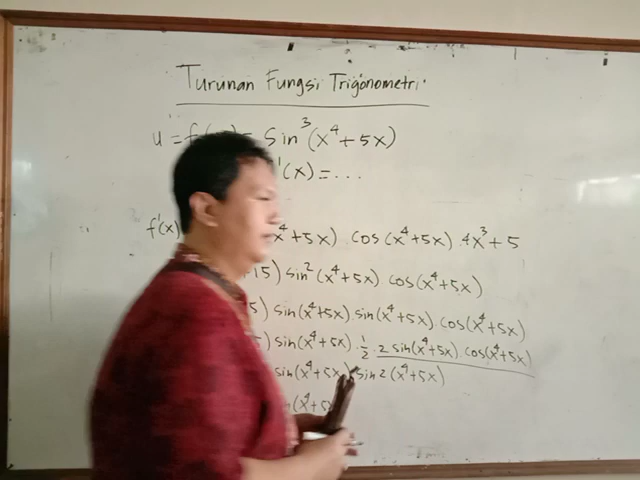 Turunan Fungsi Trigonometri.
u = f = Sin³(x⁴+5x)
'(x) = ...
f'(x) x⁴+5x) cos(x⁴+5x) 4x³+5
15) sin²(x⁴+5x) cos(x⁴+5x)
5) sin(x⁴+5x) sin(x⁴+5x) cos(x⁴+5x)
) sin(x⁴+5x) ½ · 2 sin(x⁴+5x) cos(x⁴+5x)
sin(x⁴+5x) sin 2(x⁴+5x)
(x⁴+5x